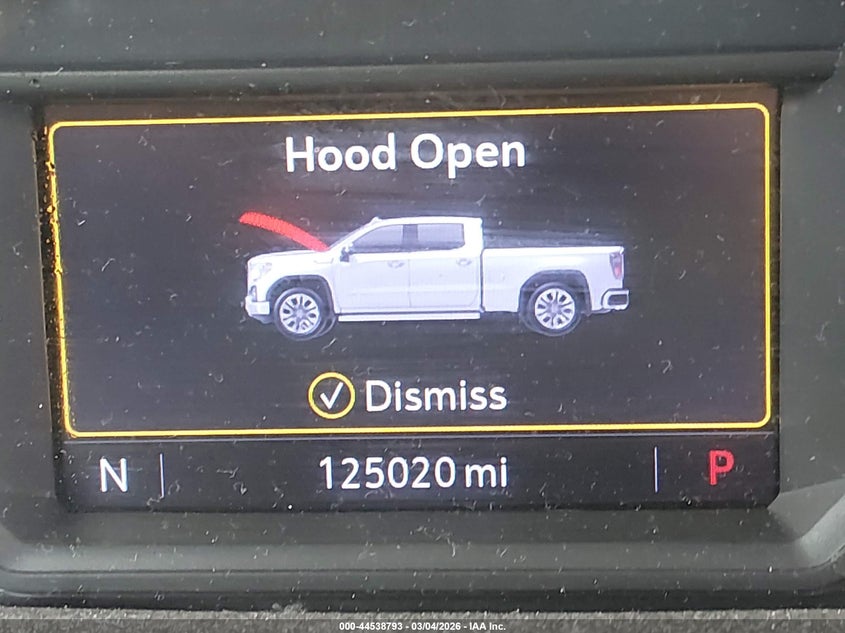 Hood Open
Dismiss
N 125020 mi P
000-44538793 - 03/04/2026 - IAA Inc.